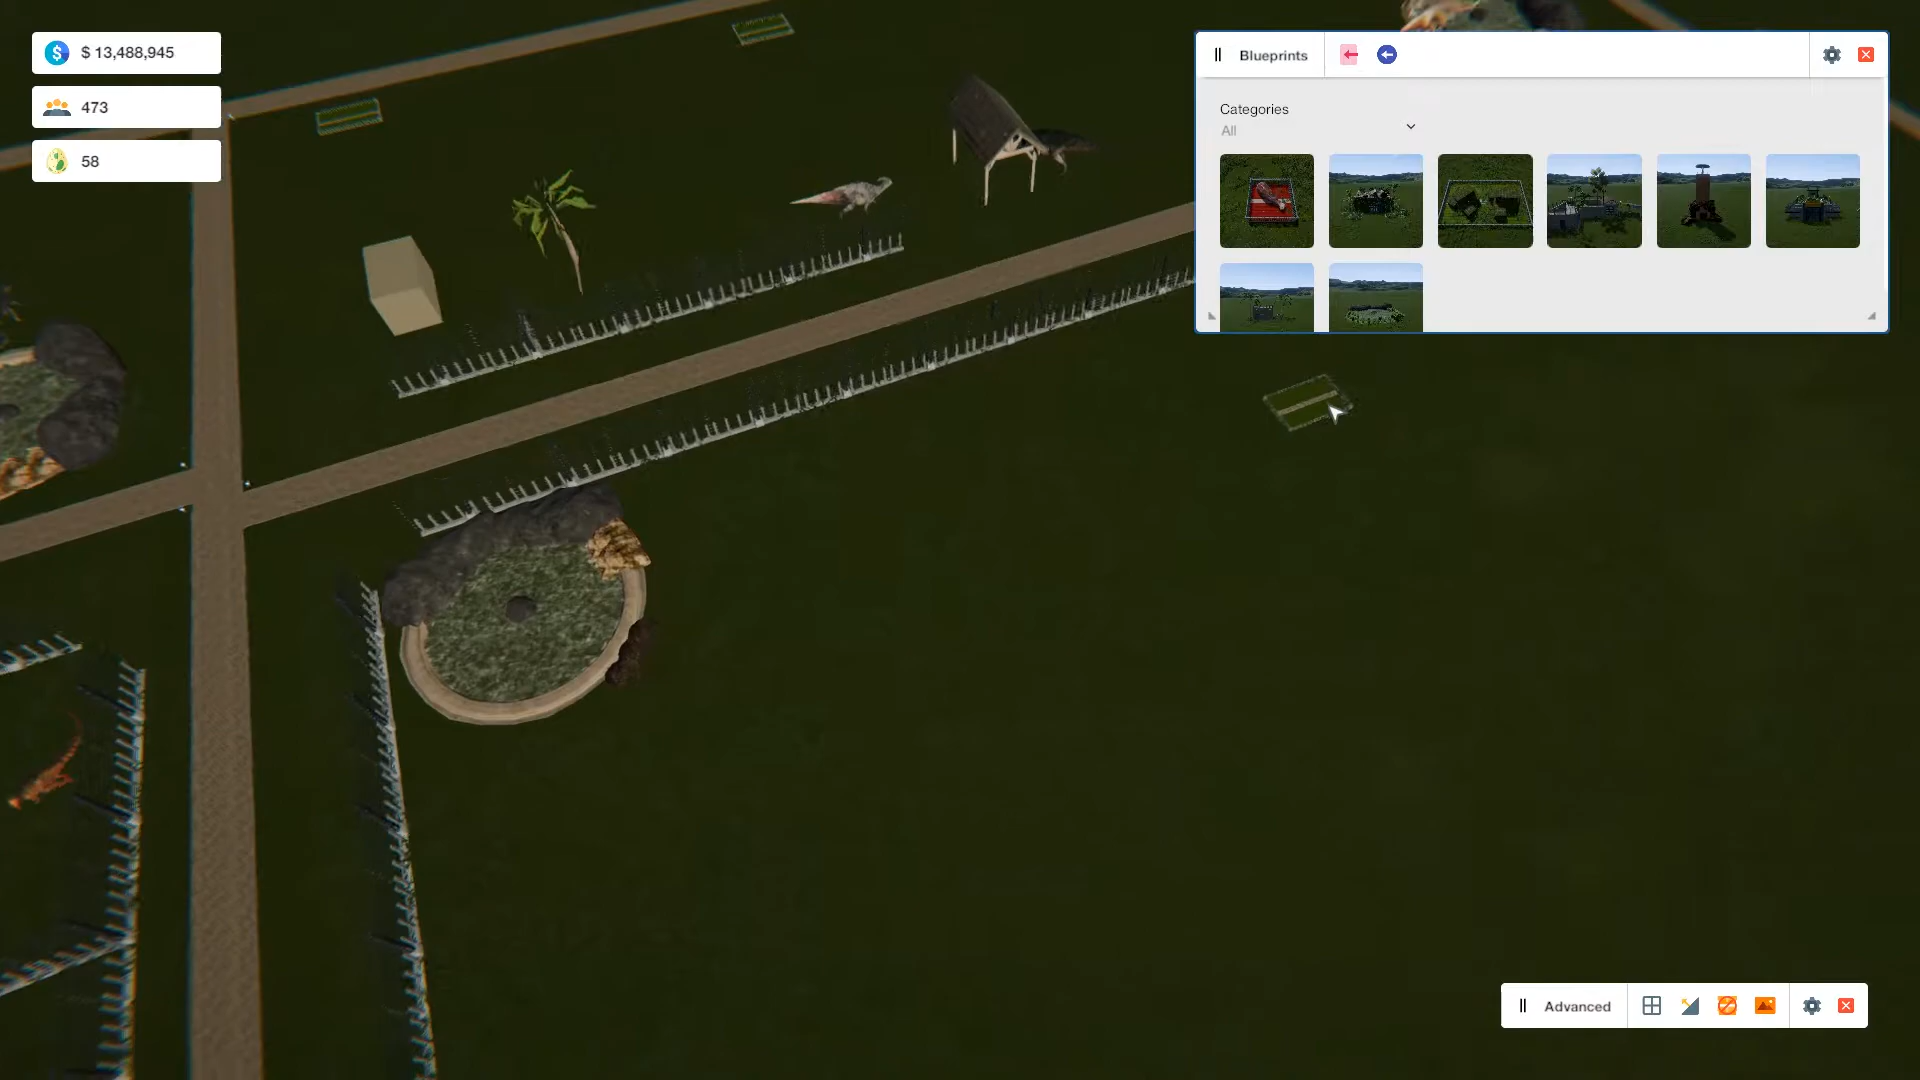 $ 13,488,945
473
58
Blueprints
Categories
All
Advanced